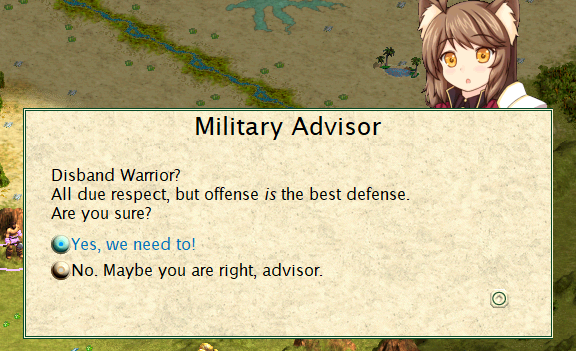 Military Advisor
Disband Warrior?
All due respect, but offense is the best defense.
Are you sure?
Yes, we need to!
No. Maybe you are right, advisor.